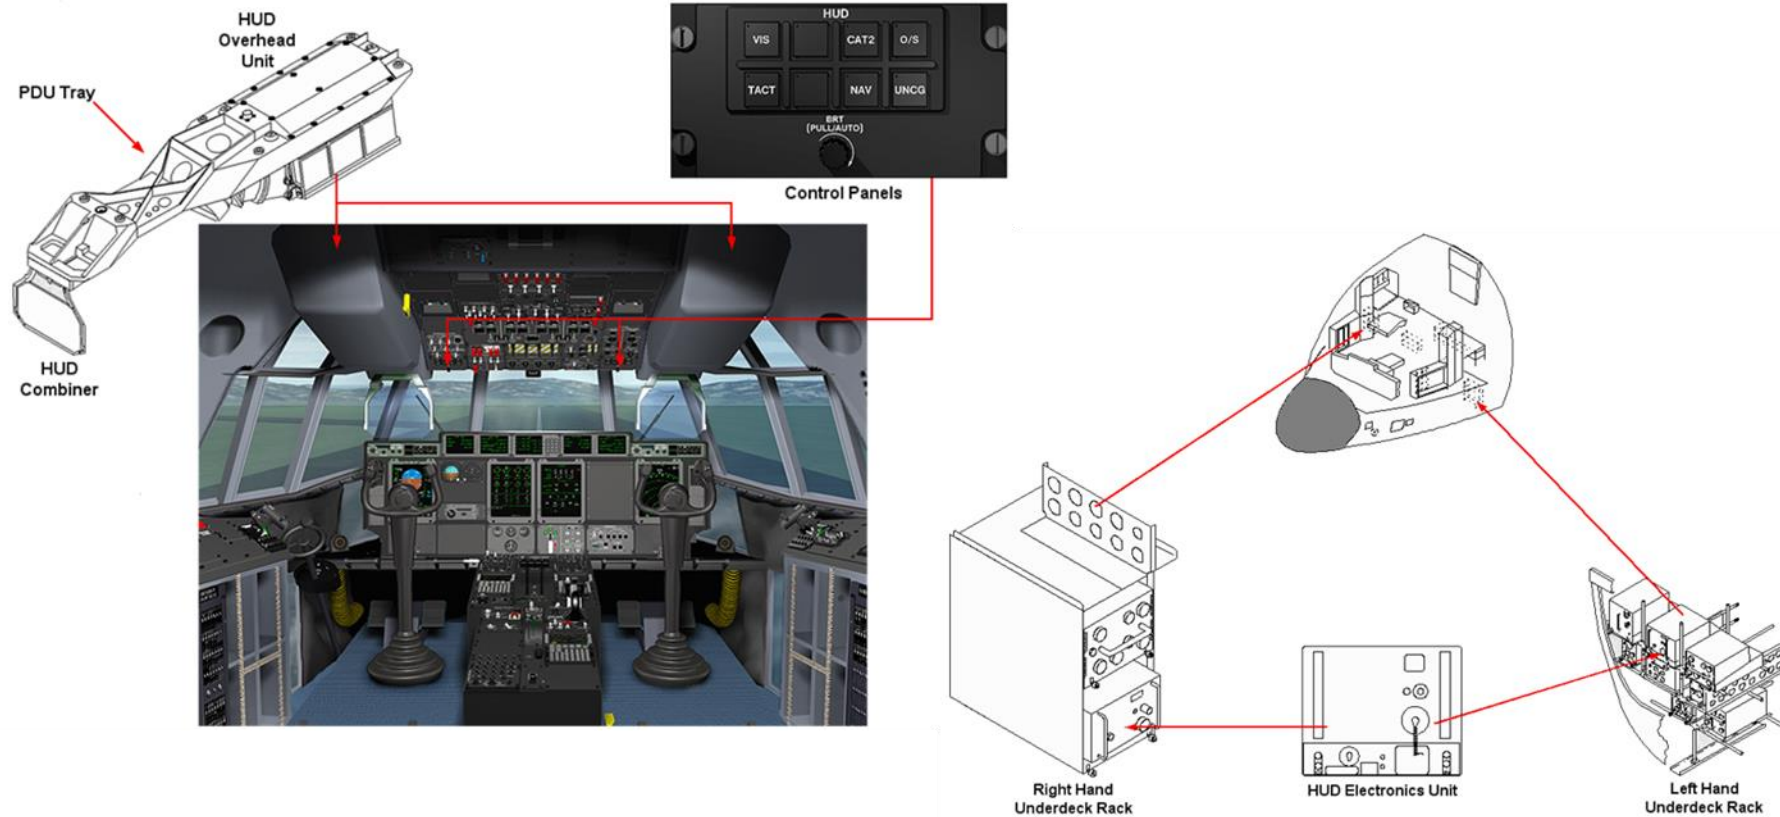 HUD
Overhead
Unit
PDU Tray
HUD
Combiner
HUD
VIS
CAT2
O/S
TACT
NAV
UNCG
BRT
[PULL/AUTO]
Control Panels
Right Hand
Underdeck Rack
HUD Electronics Unit
Left Hand
Underdeck Rack